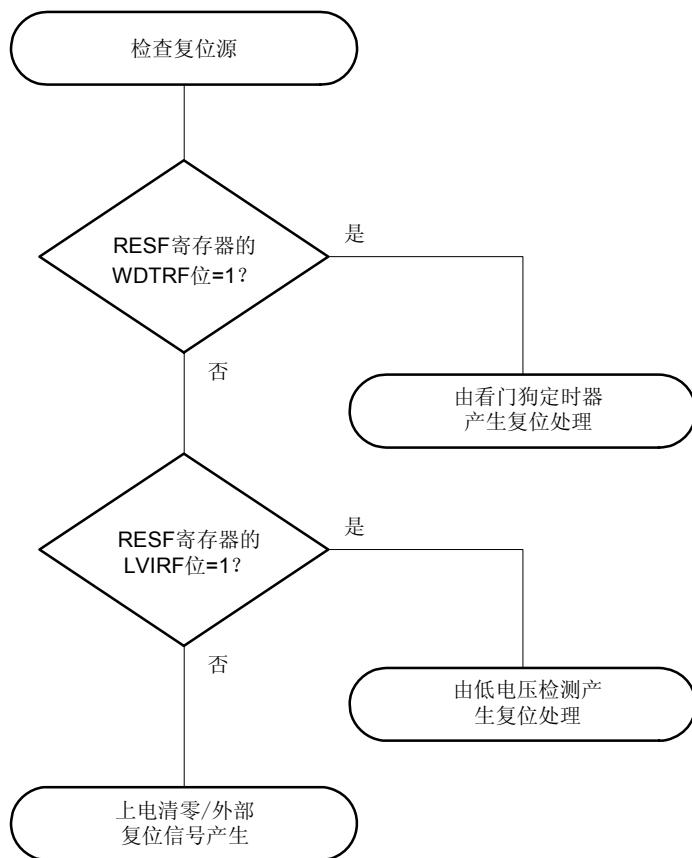 检查复位源
RESF寄存器的
WDTRF位=1?
是
否
由看门狗定时器
产生复位处理
RESF寄存器的
LVIRF位=1?
是
否
由低电压检测产
生复位处理
上电清零/外部
复位信号产生